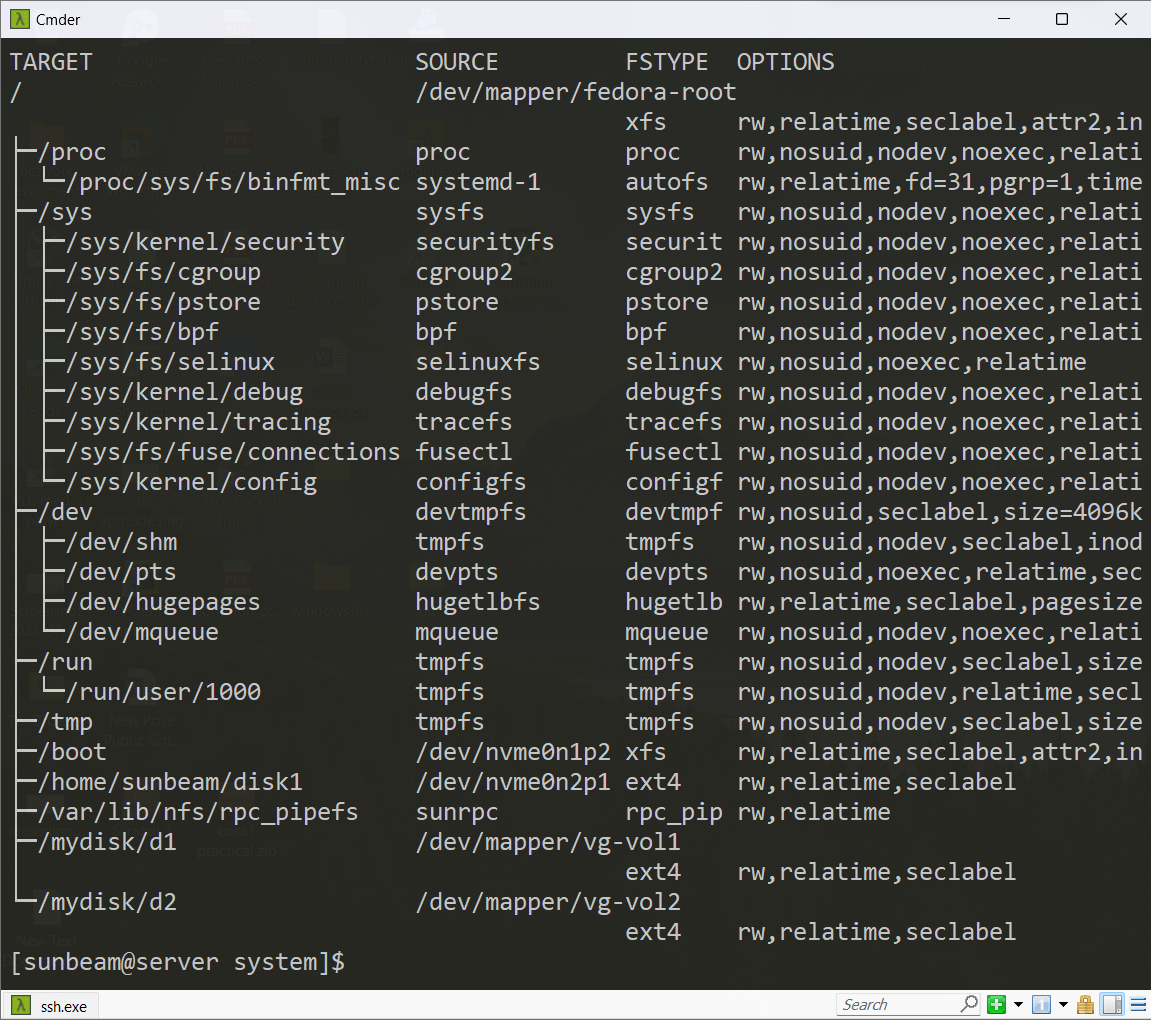 Cmder
TARGET SOURCE FSTYPE OPTIONS
/ /dev/mapper/fedora-root
xfs rw,relatime,seclabel,attr2,in
├─/proc proc proc rw,nosuid,nodev,noexec,relati
│ └─/proc/sys/fs/binfmt_misc systemd-1 autofs rw,relatime,fd=31,pgrp=1,time
├─/sys sysfs sysfs rw,nosuid,nodev,noexec,relati
│ ├─/sys/kernel/security securityfs securit rw,nosuid,nodev,noexec,relati
│ ├─/sys/fs/cgroup cgroup2 cgroup2 rw,nosuid,nodev,noexec,relati
│ ├─/sys/fs/pstore pstore pstore rw,nosuid,nodev,noexec,relati
│ ├─/sys/fs/bpf bpf bpf rw,nosuid,nodev,noexec,relati
│ ├─/sys/fs/selinux selinuxfs selinux rw,nosuid,noexec,relatime
│ ├─/sys/kernel/debug debugfs debugfs rw,nosuid,nodev,noexec,relati
│ ├─/sys/kernel/tracing tracefs tracefs rw,nosuid,nodev,noexec,relati
│ ├─/sys/fs/fuse/connections fusectl fusectl rw,nosuid,nodev,noexec,relati
│ └─/sys/kernel/config configfs configf rw,nosuid,nodev,noexec,relati
├─/dev devtmpfs devtmpf rw,nosuid,seclabel,size=4096k
│ ├─/dev/shm tmpfs tmpfs rw,nosuid,nodev,seclabel,inod
│ ├─/dev/pts devpts devpts rw,nosuid,noexec,relatime,sec
│ ├─/dev/hugepages hugetlbfs hugetlb rw,relatime,seclabel,pagesize
│ └─/dev/mqueue mqueue mqueue rw,nosuid,nodev,noexec,relati
├─/run tmpfs tmpfs rw,nosuid,nodev,seclabel,size
│ └─/run/user/1000 tmpfs tmpfs rw,nosuid,nodev,relatime,secl
├─/tmp tmpfs tmpfs rw,nosuid,nodev,seclabel,size
├─/boot /dev/nvme0n1p2 xfs rw,relatime,seclabel,attr2,in
├─/home/sunbeam/disk1 /dev/nvme0n2p1 ext4 rw,relatime,seclabel
├─/var/lib/nfs/rpc_pipefs sunrpc rpc_pip rw,relatime
├─/mydisk/d1 /dev/mapper/vg-vol1
│ ext4 rw,relatime,seclabel
└─/mydisk/d2 /dev/mapper/vg-vol2
ext4 rw,relatime,seclabel
[sunbeam@server system]$
ssh.exe Search